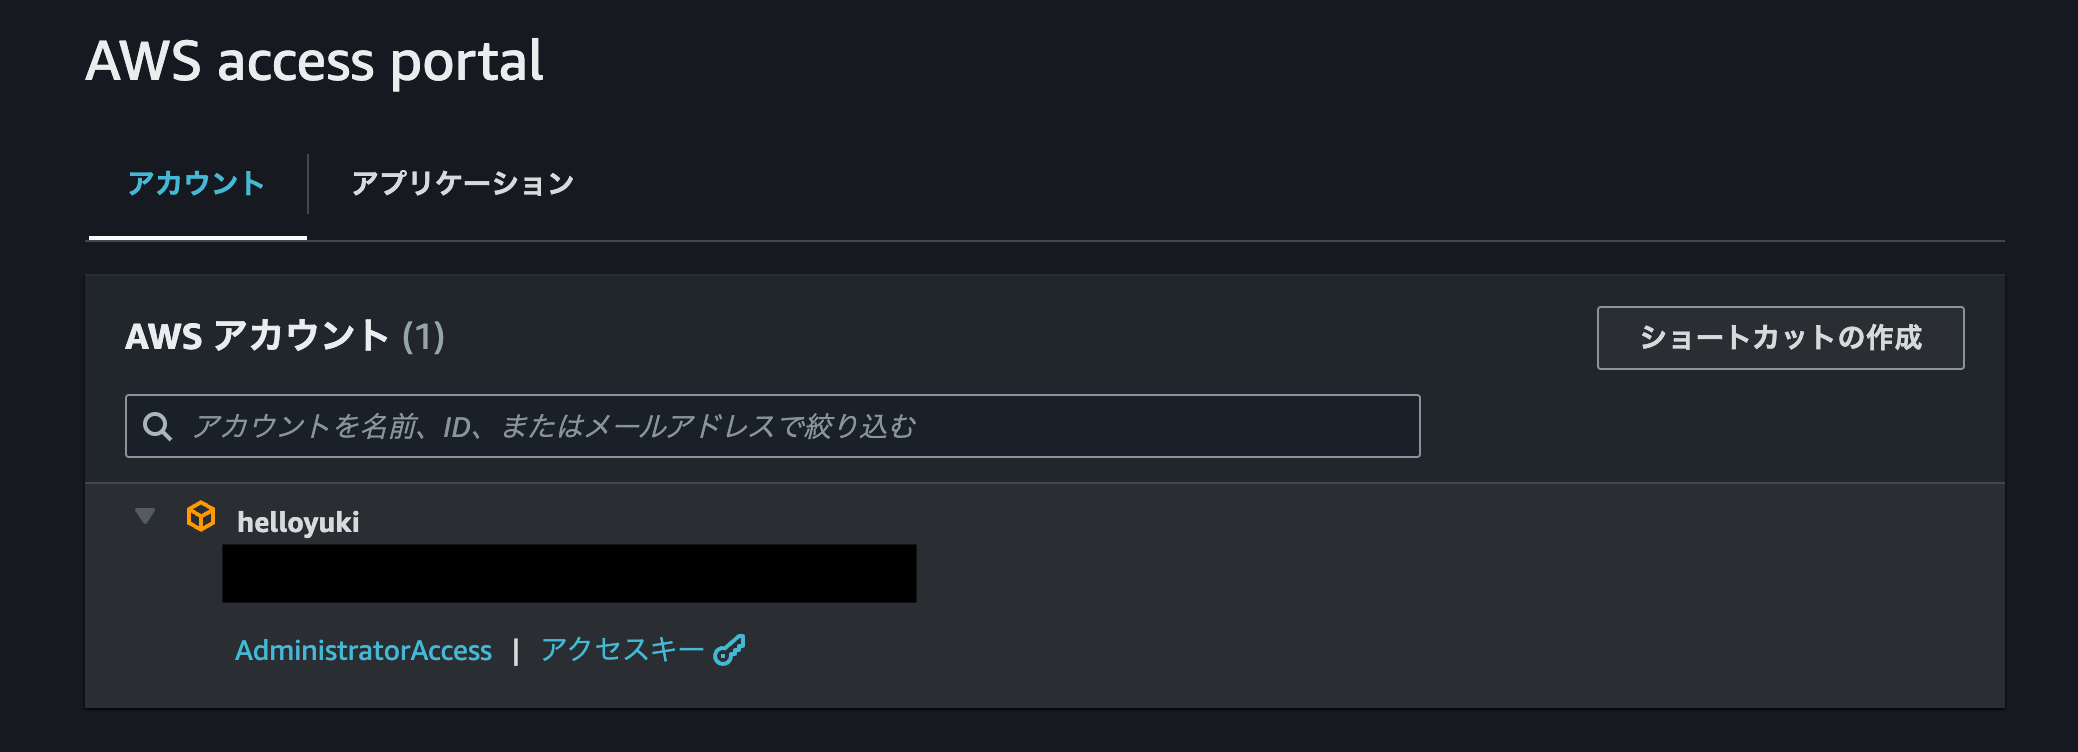 AWS access portal
アカウント
アプリケーション
AWS アカウント (1)
ショートカットの作成
アカウントを名前、ID、またはメールアドレスで絞り込む
helloyuki
AdministratorAccess | アクセスキー